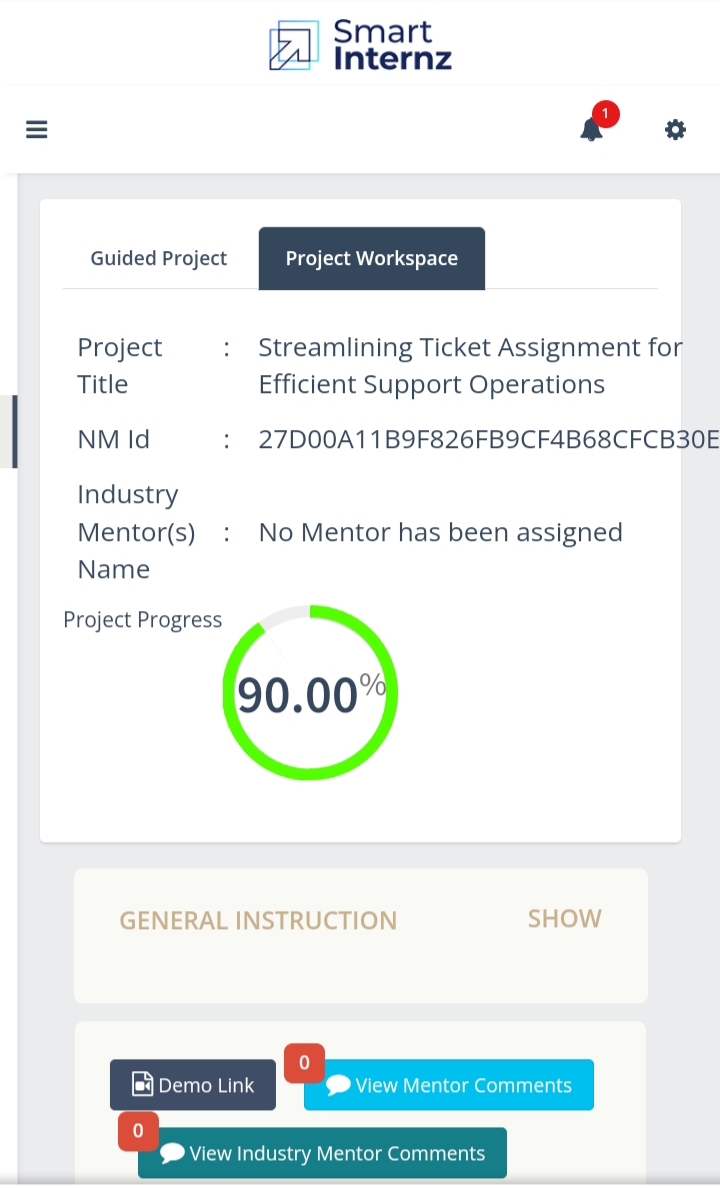 Smart
Internz
1
Guided Project
Project Workspace
Project Title : Streamlining Ticket Assignment for
Efficient Support Operations
NM Id : 27D00A11B9F826FB9CF4B68CFCB30E
Industry
Mentor(s) : No Mentor has been assigned
Name
Project Progress
90.00%
GENERAL INSTRUCTION SHOW
Demo Link
0
View Mentor Comments
0
View Industry Mentor Comments